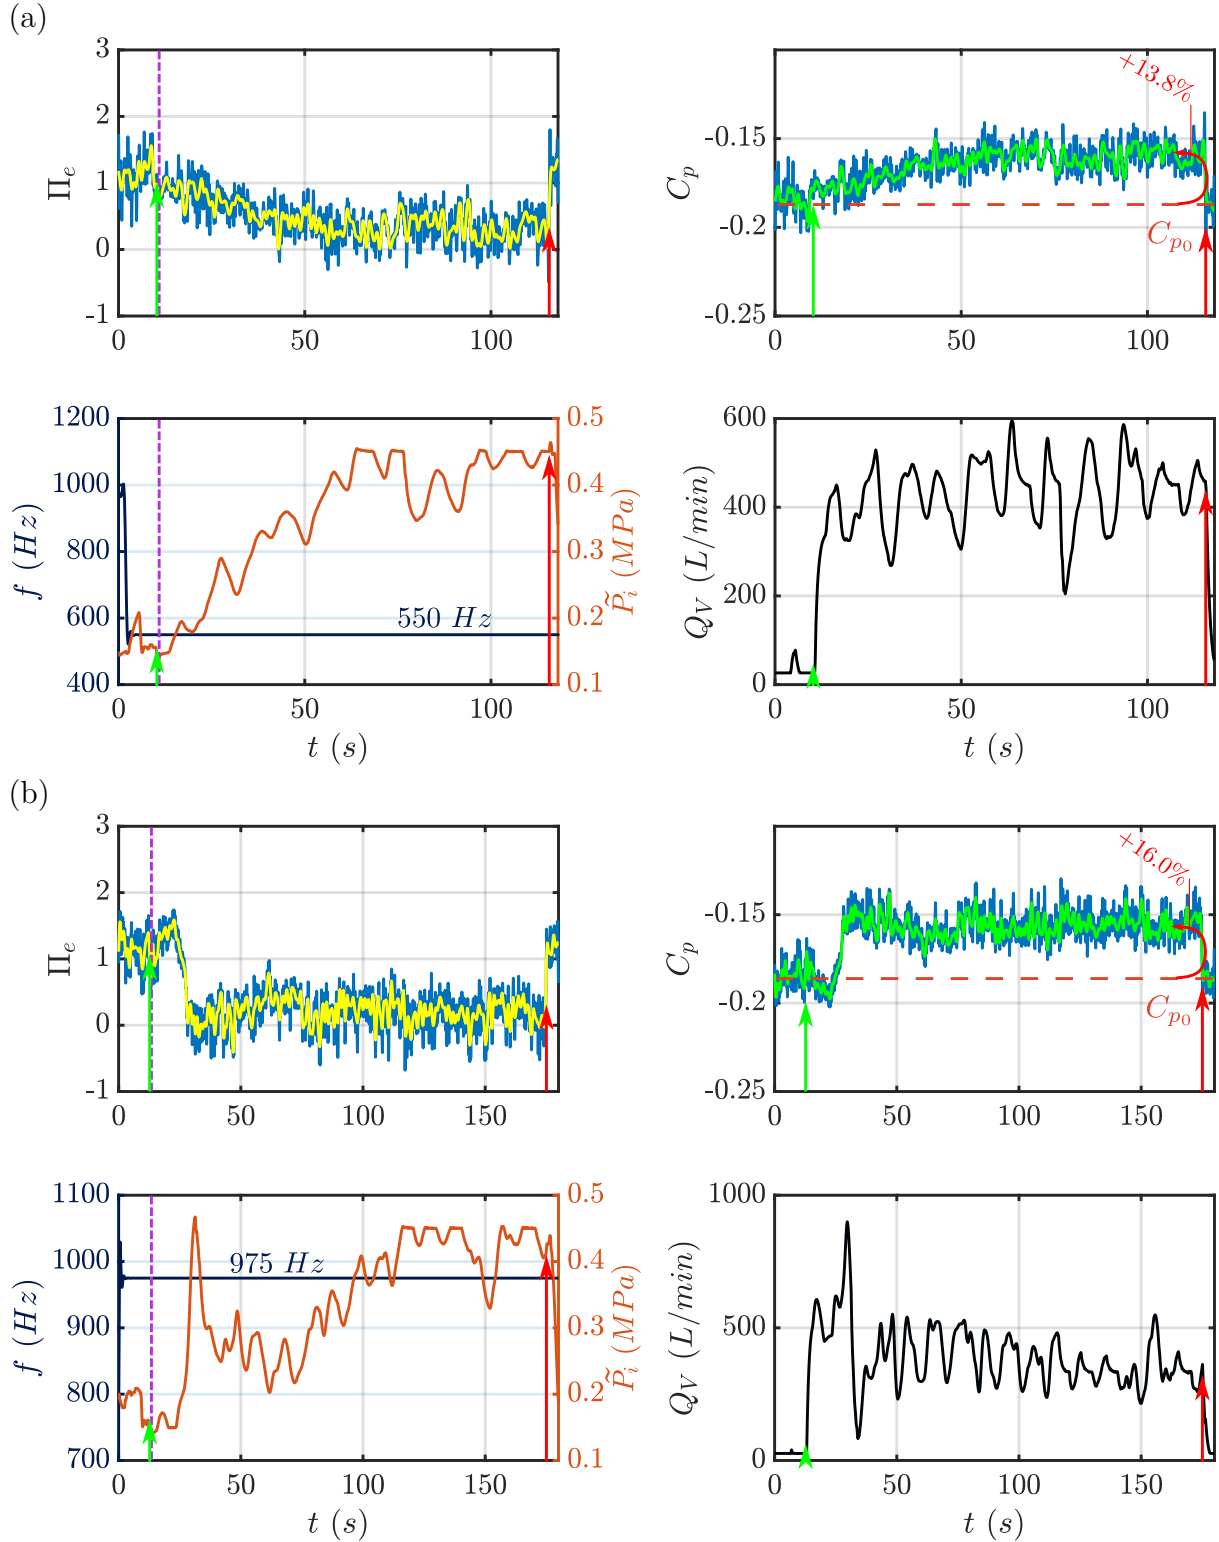 (a)
3
2
1
0
-1
Π_e
0 50 100
+13.8%
-0.15
-0.2
-0.25
C_p
C_{p_0}
0 50 100
1200
1000
800
600
400
f (Hz)
550 Hz
0.5
0.4
0.3
0.2
0.1
P̃_i (MPa)
0 50 100
t (s)
600
400
200
0
Q_V (L/min)
0 50 100
t (s)
(b)
3
2
1
0
-1
Π_e
0 50 100 150
+16.0%
-0.15
-0.2
-0.25
C_p
C_{p_0}
0 50 100 150
1100
1000
900
800
700
f (Hz)
975 Hz
0.5
0.4
0.3
0.2
0.1
P̃_i (MPa)
0 50 100 150
t (s)
1000
500
0
Q_V (L/min)
0 50 100 150
t (s)